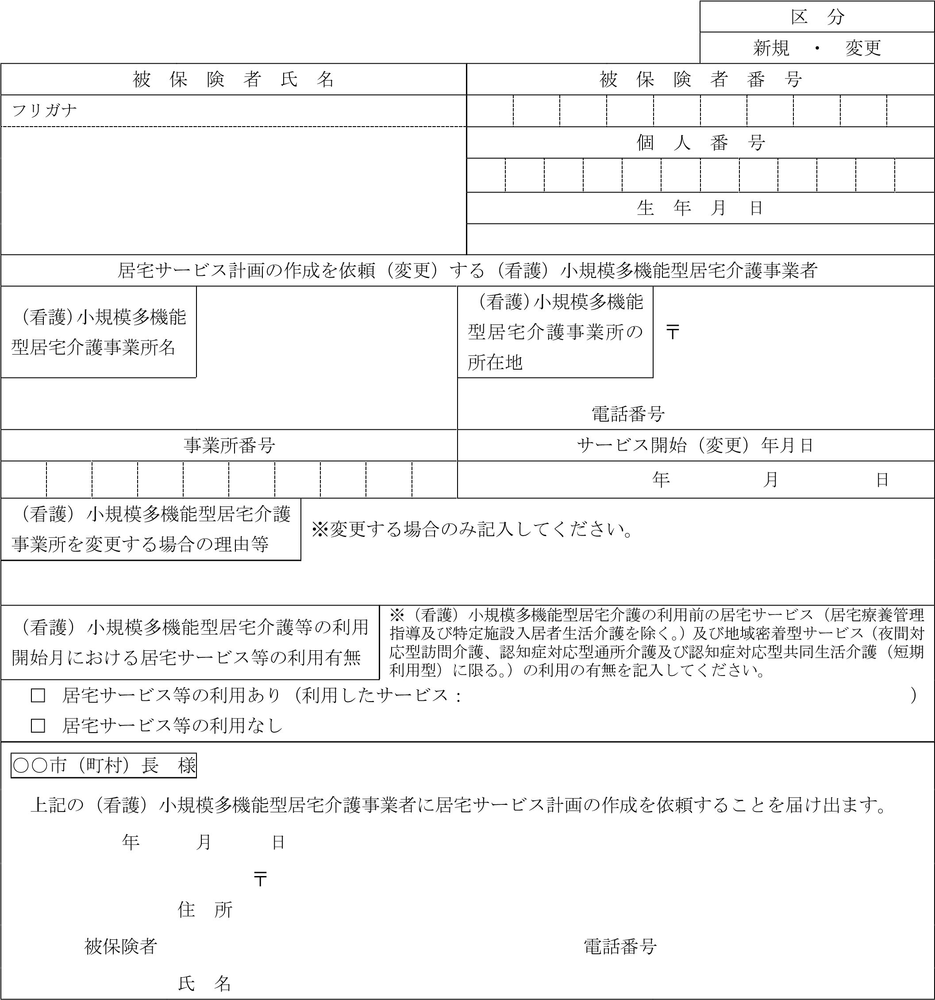 区　分
新規　・　変更
被　保　険　者　氏　名
被　保　険　者　番　号
フリガナ
個　人　番　号
生　年　月　日
居宅サービス計画の作成を依頼（変更）する（看護）小規模多機能型居宅介護事業者
（看護）小規模多機能
型居宅介護事業所名
（看護）小規模多機能
型居宅介護事業所の
所在地
〒
電話番号
事業所番号
サービス開始（変更）年月日
年　　　　　月　　　　　日
（看護）小規模多機能型居宅介護
事業所を変更する場合の理由等
※変更する場合のみ記入してください。
（看護）小規模多機能型居宅介護等の利用
開始月における居宅サービス等の利用有無
※（看護）小規模多機能型居宅介護の利用前の居宅サービス（居宅療養管理
指導及び特定施設入居者生活介護を除く。）及び地域密着型サービス（夜間対
応型訪問介護、認知症対応型通所介護及び認知症対応型共同生活介護（短期
利用型）に限る。）の利用の有無を記入してください。
□　居宅サービス等の利用あり（利用したサービス：　　　　　　　　　　　　）
□　居宅サービス等の利用なし
○○市（町村）長　様
上記の（看護）小規模多機能型居宅介護事業者に居宅サービス計画の作成を依頼することを届け出ます。
年　　　月　　　日
〒
住　所
被保険者
電話番号
氏　名